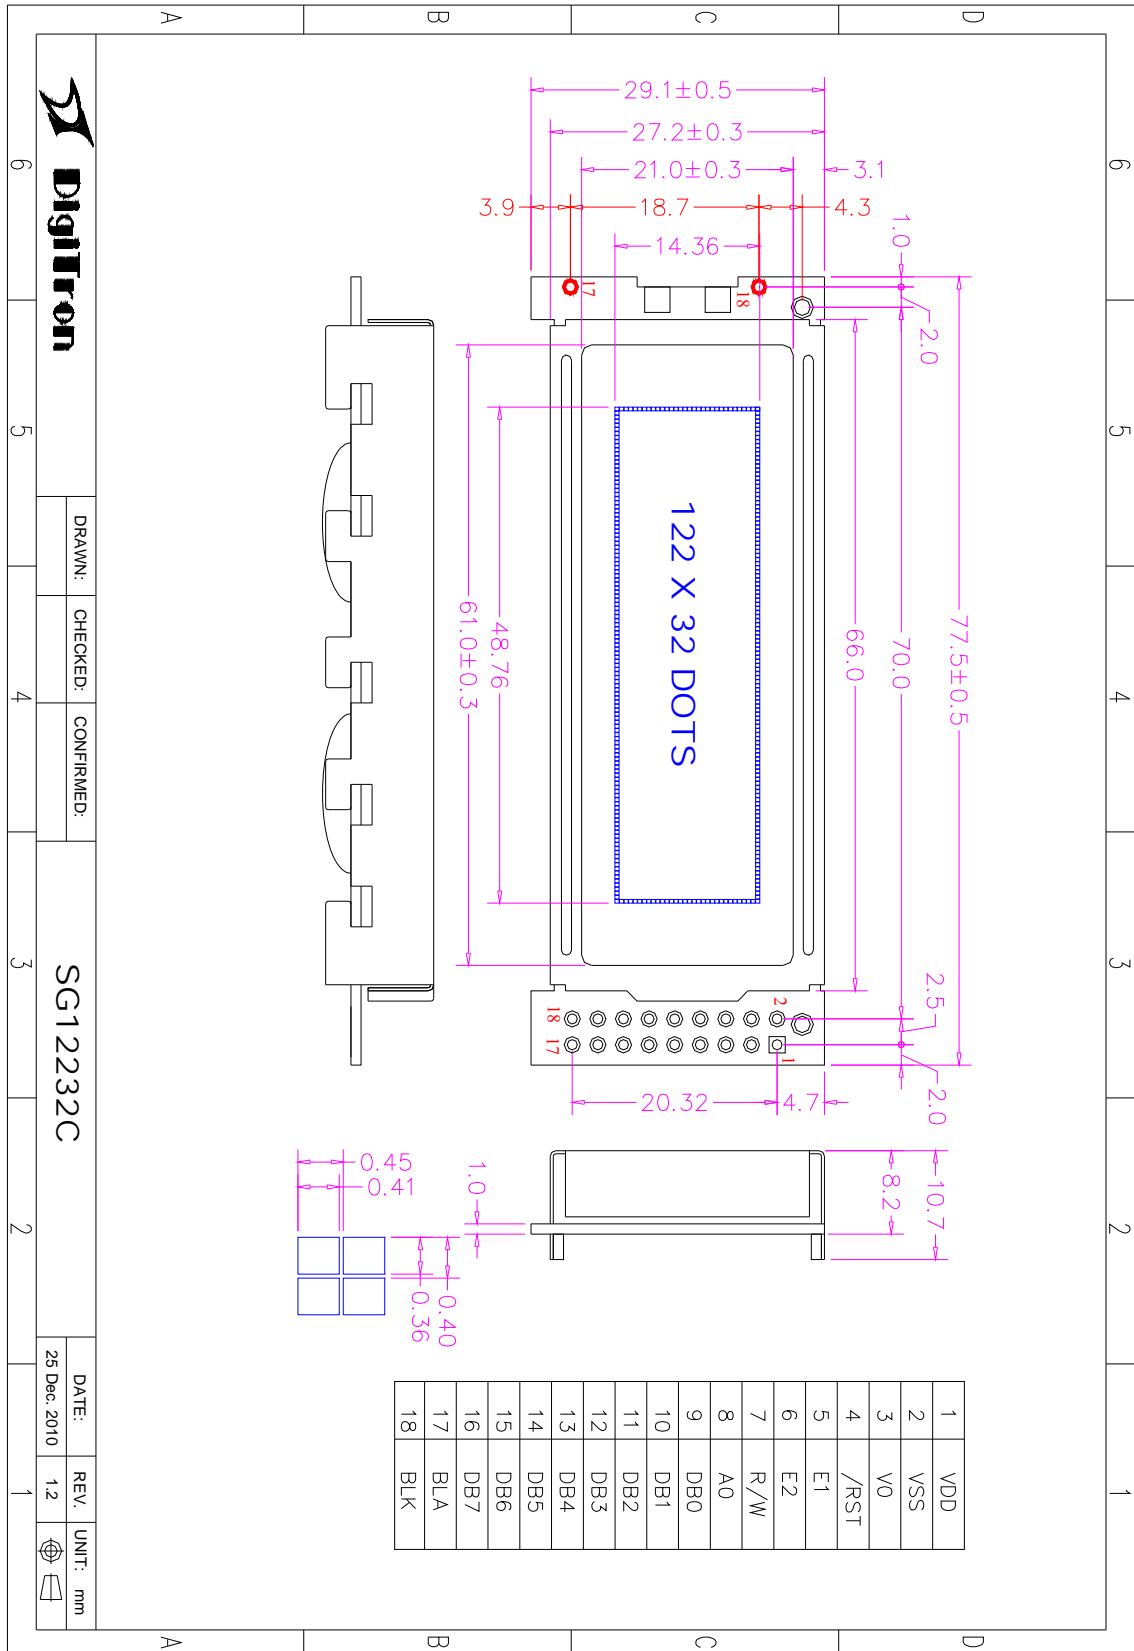 6 5 4 3 2 1
D
C
B
A
D
C
B
A
77.5±0.5
1.0
70.0
2.5
2.0
2.0
66.0
4.3
3.1
18.7
3.9
29.1±0.5
27.2±0.3
21.0±0.3
14.36
18
17
122 X 32 DOTS
2
1
18
17
4.7
20.32
48.76
61.0±0.3
10.7
8.2
1.0
0.45
0.41
0.40
0.36
1 VDD
2 VSS
3 V0
4 /RST
5 E1
6 E2
7 R/W
8 A0
9 DB0
10 DB1
11 DB2
12 DB3
13 DB4
14 DB5
15 DB6
16 DB7
17 BLA
18 BLK
DigiTron
DRAWN: CHECKED: CONFIRMED:
SG12232C
DATE: REV. UNIT: mm
25 Dec. 2010 1.2
6 5 4 3 2 1